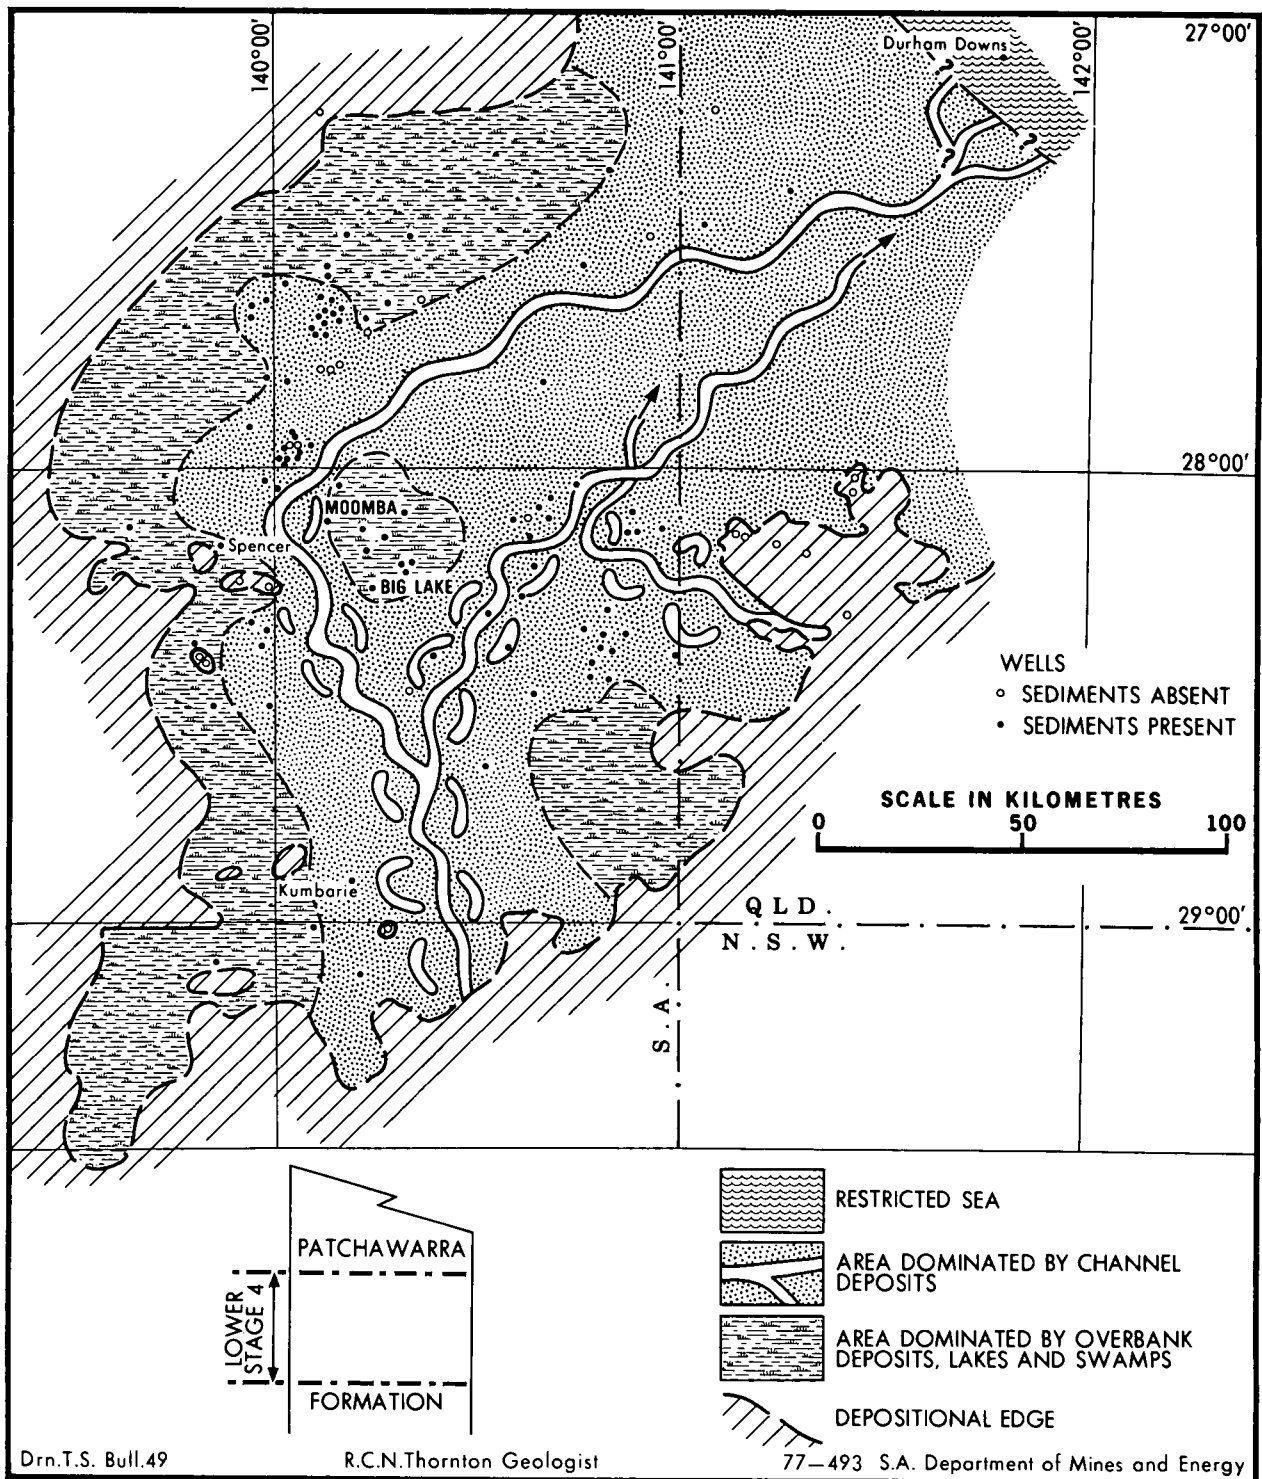 140°00'
141°00'
142°00'
27°00'
Durham Downs
?
?
?
28°00'
MOOMBA
Spencer
BIG LAKE
WELLS
○ SEDIMENTS ABSENT
• SEDIMENTS PRESENT
SCALE IN KILOMETRES
0 50 100
Kumbarie
QLD.
N.S.W.
29°00'
S.A.
RESTRICTED SEA
PATCHAWARRA
AREA DOMINATED BY CHANNEL
DEPOSITS
LOWER
STAGE 4
AREA DOMINATED BY OVERBANK
DEPOSITS, LAKES AND SWAMPS
FORMATION
DEPOSITIONAL EDGE
Drn.T.S. Bull.49
R.C.N.Thornton Geologist
77—493 S.A. Department of Mines and Energy